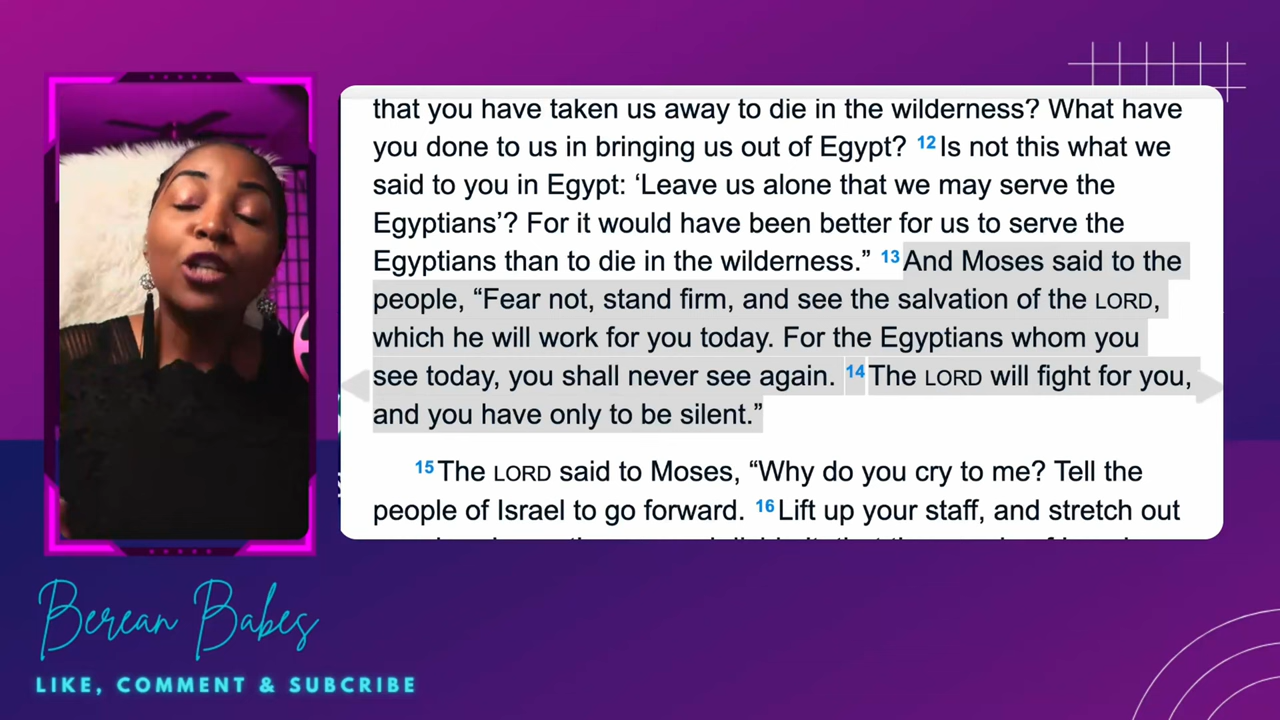 that you have taken us away to die in the wilderness? What have
you done to us in bringing us out of Egypt? 12 Is not this what we
said to you in Egypt: ‘Leave us alone that we may serve the
Egyptians’? For it would have been better for us to serve the
Egyptians than to die in the wilderness.” 13 And Moses said to the
people, “Fear not, stand firm, and see the salvation of the LORD,
which he will work for you today. For the Egyptians whom you
see today, you shall never see again. 14 The LORD will fight for you,
and you have only to be silent.”
15 The LORD said to Moses, “Why do you cry to me? Tell the
people of Israel to go forward. 16 Lift up your staff, and stretch out
Berean Babes
LIKE, COMMENT & SUBCRIBE